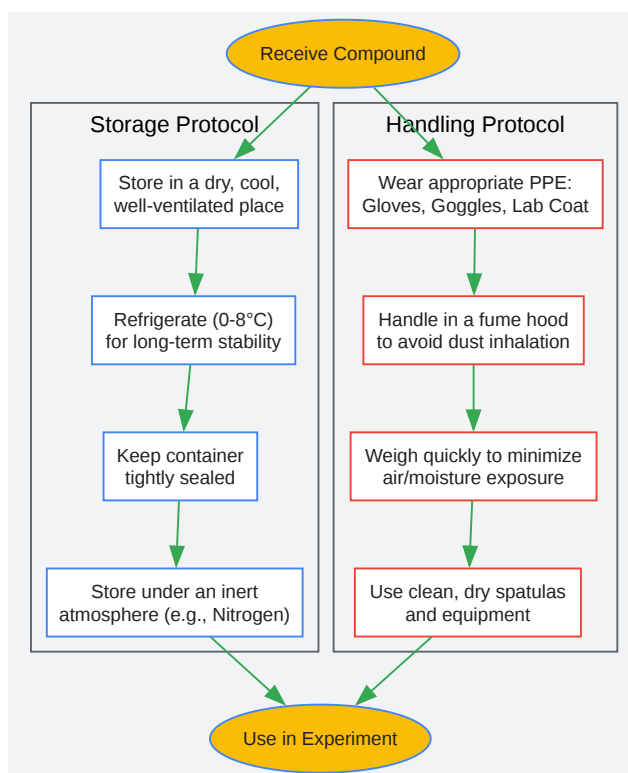 Receive Compound
Storage Protocol
Store in a dry, cool,
well-ventilated place
Refrigerate (0-8°C)
for long-term stability
Keep container
tightly sealed
Store under an inert
atmosphere (e.g., Nitrogen)
Handling Protocol
Wear appropriate PPE:
Gloves, Goggles, Lab Coat
Handle in a fume hood
to avoid dust inhalation
Weigh quickly to minimize
air/moisture exposure
Use clean, dry spatulas
and equipment
Use in Experiment